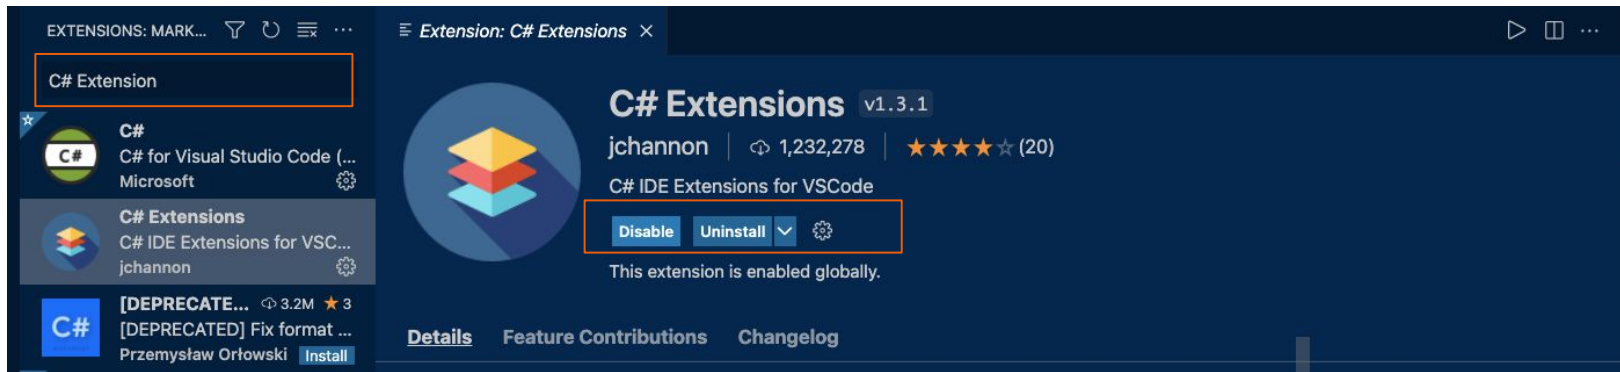 EXTENSIONS: MARK...
C# Extension
C#
C#
C# for Visual Studio Code (...
Microsoft
C# Extensions
C# IDE Extensions for VSC...
jchannon
[DEPRECATE... 3.2M ★ 3
C#
[DEPRECATED] Fix format ...
Przemysław Orłowski Install
Extension: C# Extensions
C# Extensions v1.3.1
jchannon | 1,232,278 | ★★★★☆ (20)
C# IDE Extensions for VSCode
Disable Uninstall
This extension is enabled globally.
Details Feature Contributions Changelog